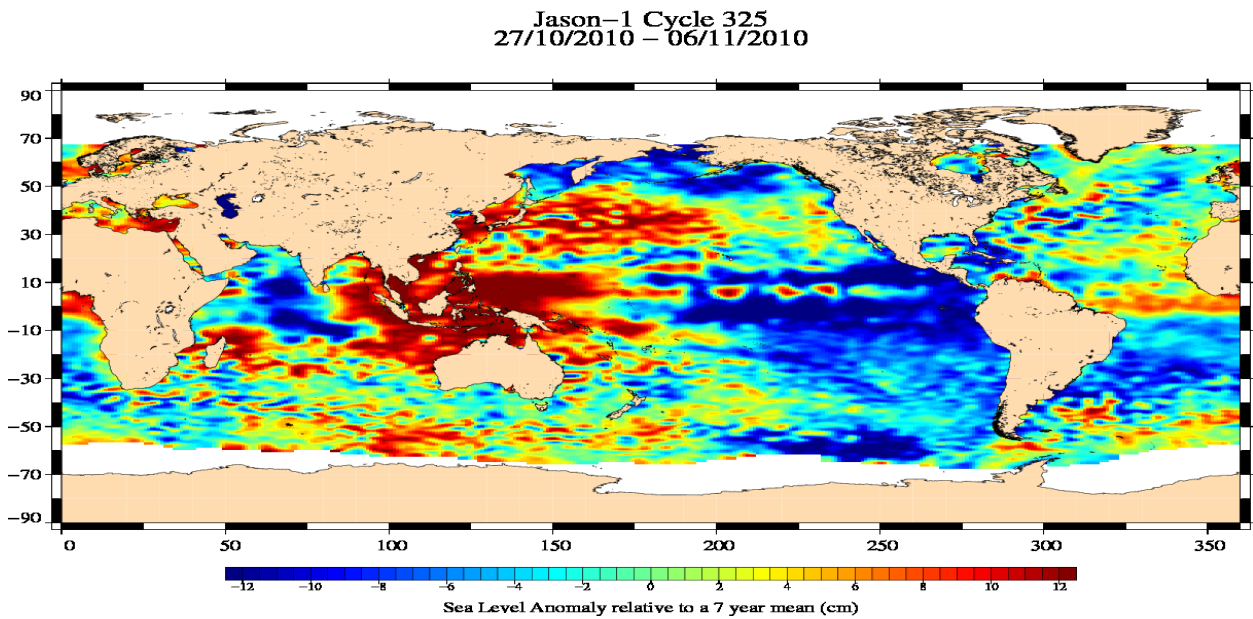 Jason-1 Cycle 325
27/10/2010 - 06/11/2010
90
70
50
30
10
-10
-30
-50
-70
-90
0 50 100 150 200 250 300 350
-12 -10 -8 -6 -4 -2 0 2 4 6 8 10 12
Sea Level Anomaly relative to a 7 year mean (cm)